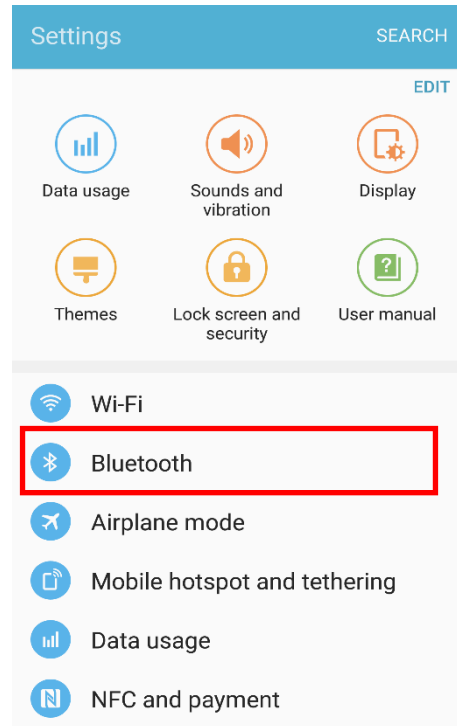 Settings SEARCH
EDIT
Data usage
Sounds and
vibration
Display
Themes
Lock screen and
security
User manual
Wi-Fi
Bluetooth
Airplane mode
Mobile hotspot and tethering
Data usage
NFC and payment